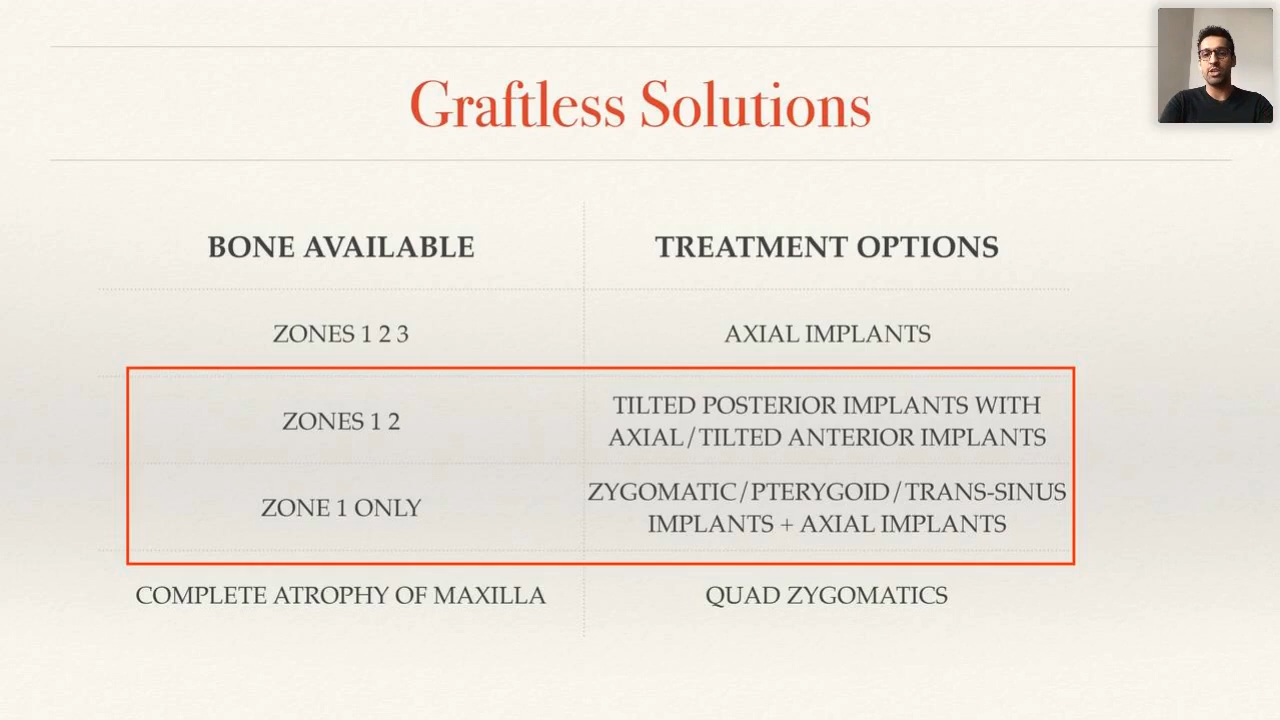 Graftless Solutions
BONE AVAILABLE
TREATMENT OPTIONS
ZONES 1 2 3
AXIAL IMPLANTS
ZONES 1 2
TILTED POSTERIOR IMPLANTS WITH
AXIAL/TILTED ANTERIOR IMPLANTS
ZONE 1 ONLY
ZYGOMATIC/PTERYGOID/TRANS-SINUS
IMPLANTS + AXIAL IMPLANTS
COMPLETE ATROPHY OF MAXILLA
QUAD ZYGOMATICS